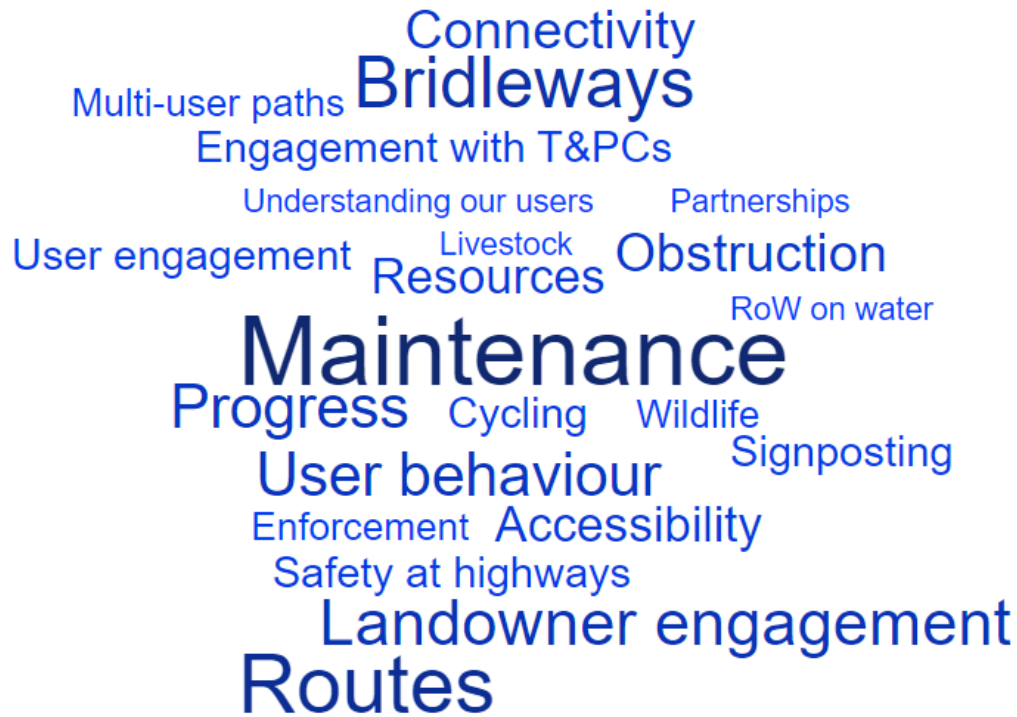 Connectivity
Bridleways
Multi-user paths
Engagement with T&PCs
Understanding our users
Partnerships
Livestock
Obstruction
User engagement
Resources
RoW on water
Maintenance
Progress
Cycling
Wildlife
Signposting
User behaviour
Enforcement
Accessibility
Safety at highways
Landowner engagement
Routes